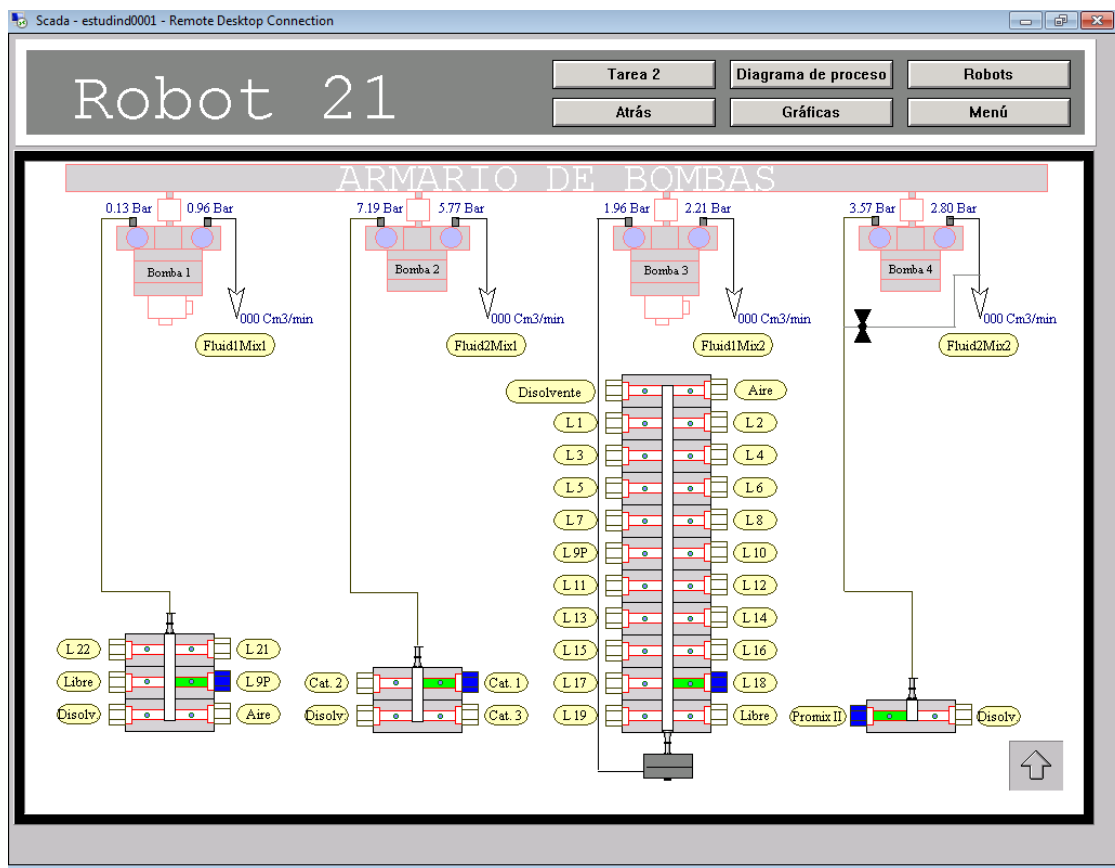 Scada - estudind0001 - Remote Desktop Connection
Robot 21
Tarea 2
Diagrama de proceso
Robots
Atrás
Gráficas
Menú
ARMARIO DE BOMBAS
0.13 Bar
0.96 Bar
7.19 Bar
5.77 Bar
1.96 Bar
2.21 Bar
3.57 Bar
2.80 Bar
Bomba 1
Bomba 2
Bomba 3
Bomba 4
000 Cm3/min
000 Cm3/min
000 Cm3/min
000 Cm3/min
Fluid1Mix1
Fluid2Mix1
Fluid1Mix2
Fluid2Mix2
Disolvente
Aire
L 1
L 2
L 3
L 4
L 5
L 6
L 7
L 8
L 9P
L 10
L 11
L 12
L 13
L 14
L 15
L 16
L 17
L 18
L 19
Libre
L 22
L 21
Libre
L 9P
Disolv.
Aire
Cat. 2
Cat. 1
Disolv.
Cat. 3
Promix II
Disolv.